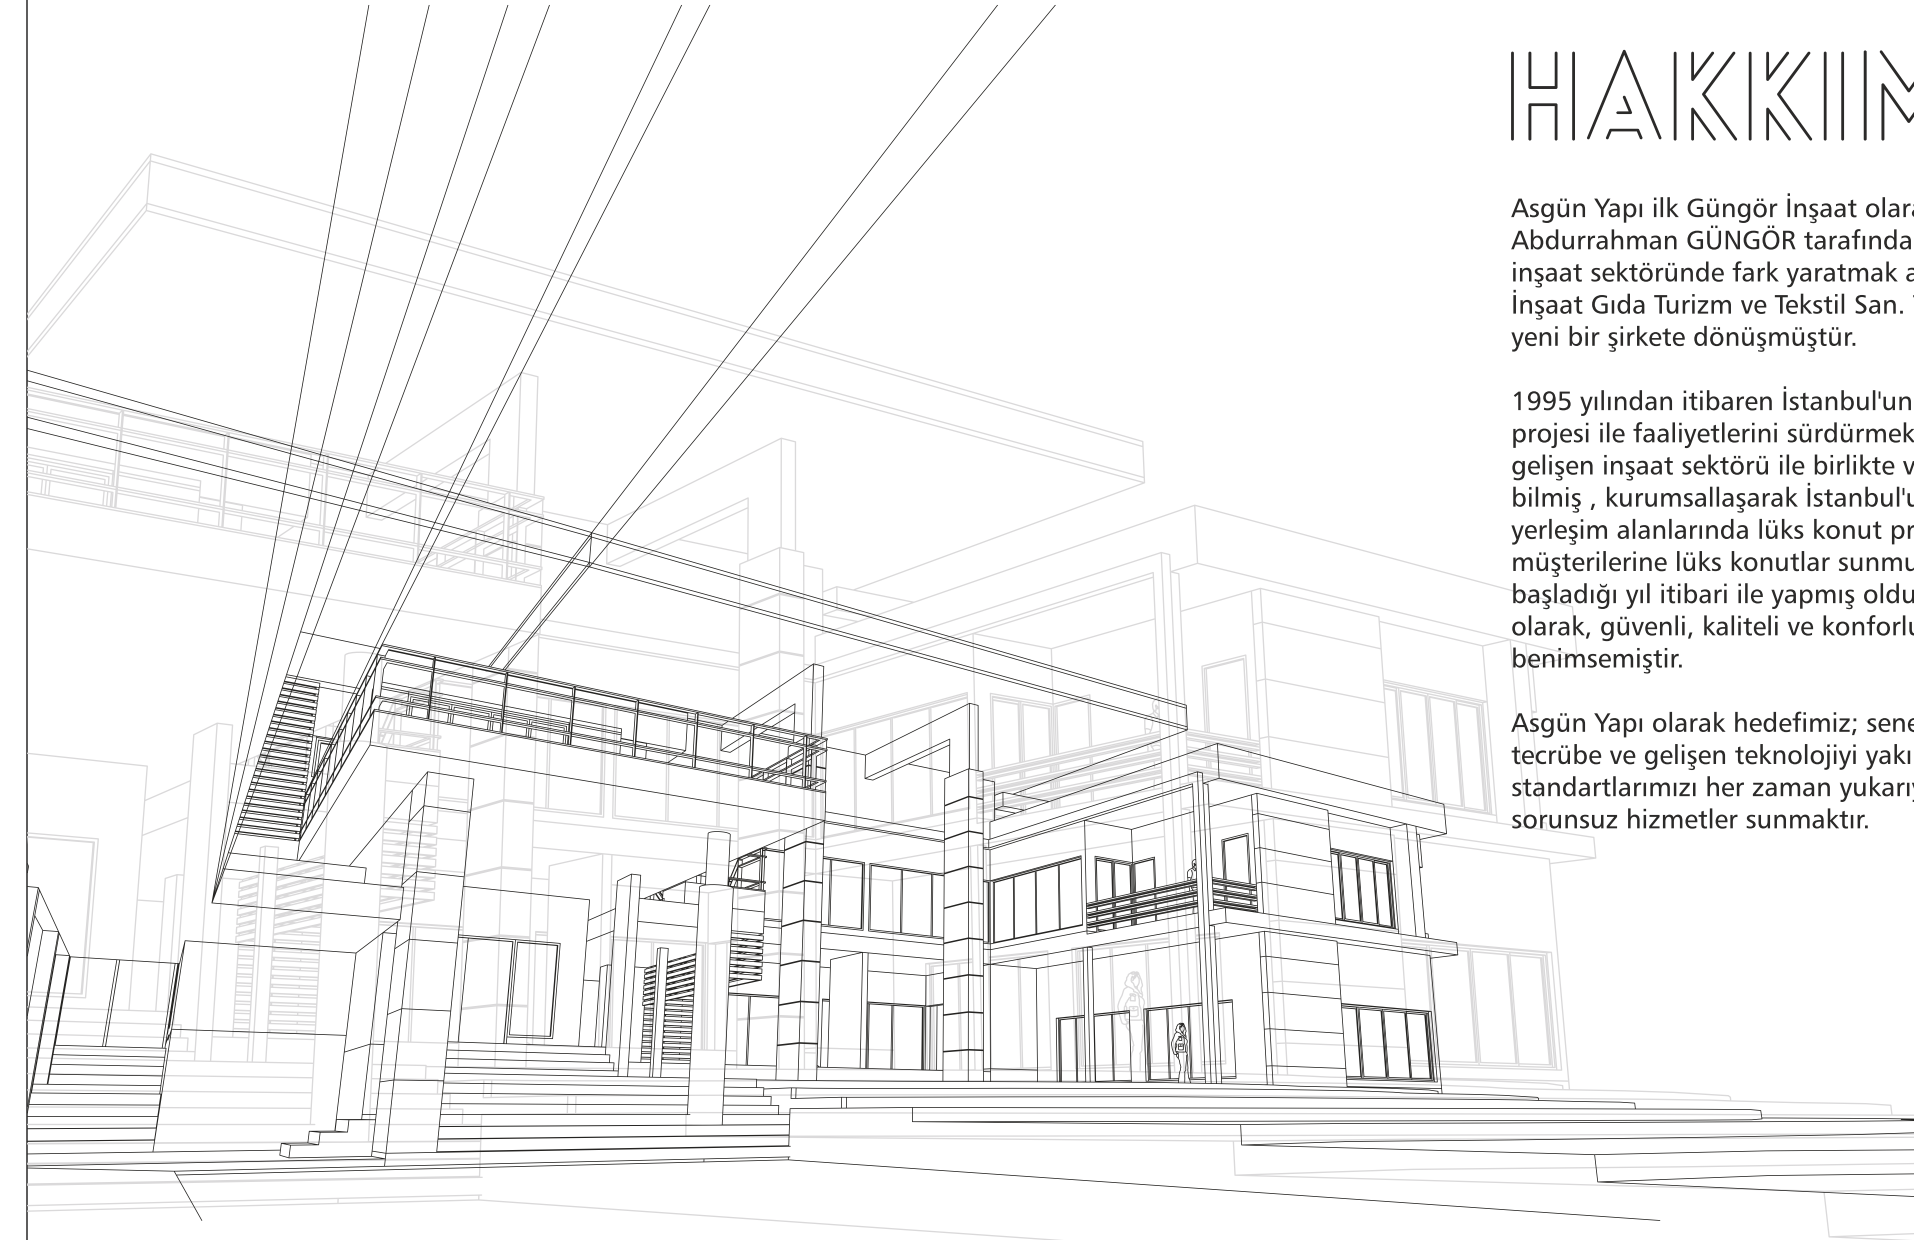 HAKKIM
Asgün Yapı ilk Güngör İnşaat olara
Abdurrahman GÜNGÖR tarafında
inşaat sektöründe fark yaratmak a
İnşaat Gıda Turizm ve Tekstil San.
yeni bir şirkete dönüşmüştür.
1995 yılından itibaren İstanbul'un
projesi ile faaliyetlerini sürdürmek
gelişen inşaat sektörü ile birlikte v
bilmiş , kurumsallaşarak İstanbul'u
yerleşim alanlarında lüks konut pr
müşterilerine lüks konutlar sunmu
başladığı yıl itibari ile yapmış oldu
olarak, güvenli, kaliteli ve konforlu
benimsemiştir.
Asgün Yapı olarak hedefimiz; sene
tecrübe ve gelişen teknolojiyi yakı
standartlarımızı her zaman yukarıy
sorunsuz hizmetler sunmaktır.